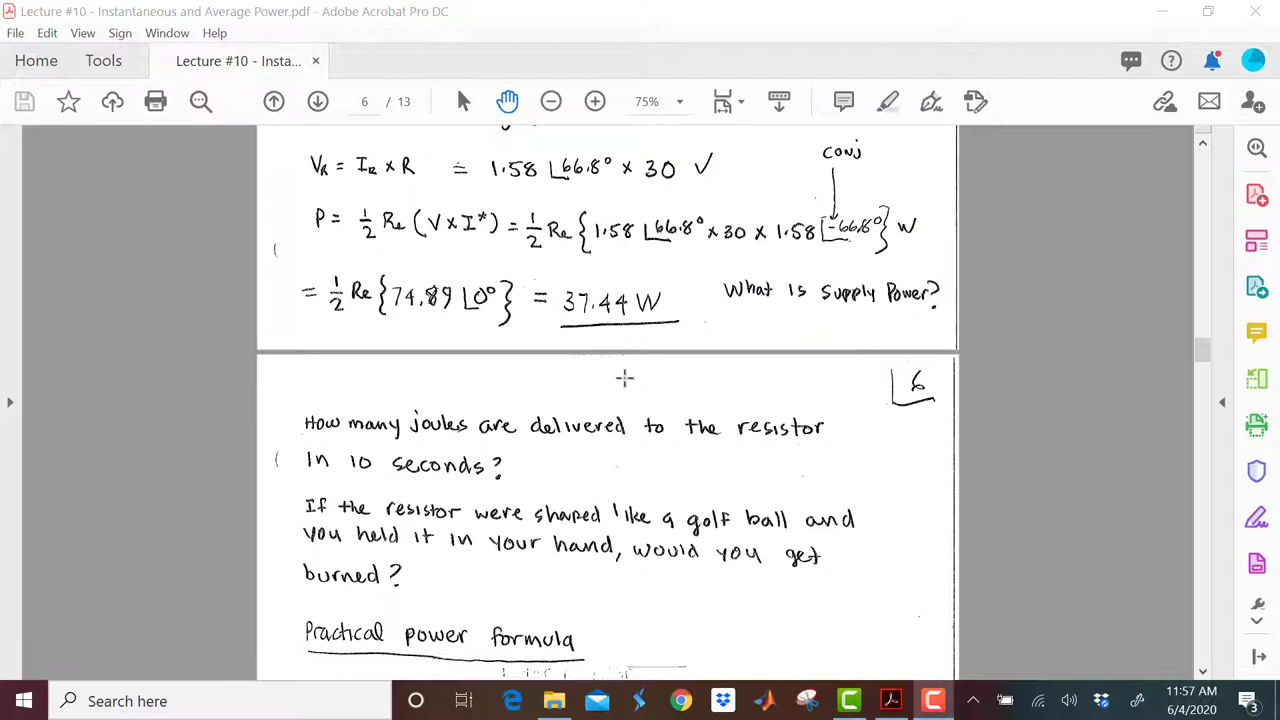 Lecture #10 - Instantaneous and Average Power.pdf - Adobe Acrobat Pro DC
File Edit View Sign Window Help
Home Tools Lecture #10 - Insta... ×
6 / 13 75%
conj
VR = IR x R = 1.58 ∠66.8° x 30 V
P = 1/2 Re (V x I*) = 1/2 Re {1.58 ∠66.8° x 30 x 1.58 ∠-66.8°} W
= 1/2 Re {74.89 ∠0°} = 37.44 W What is Supply Power?
6
How many joules are delivered to the resistor
In 10 seconds?
If the resistor were shaped like a golf ball and
you held it in your hand, would you get
burned?
Practical power formula
Search here
11:57 AM
6/4/2020
3